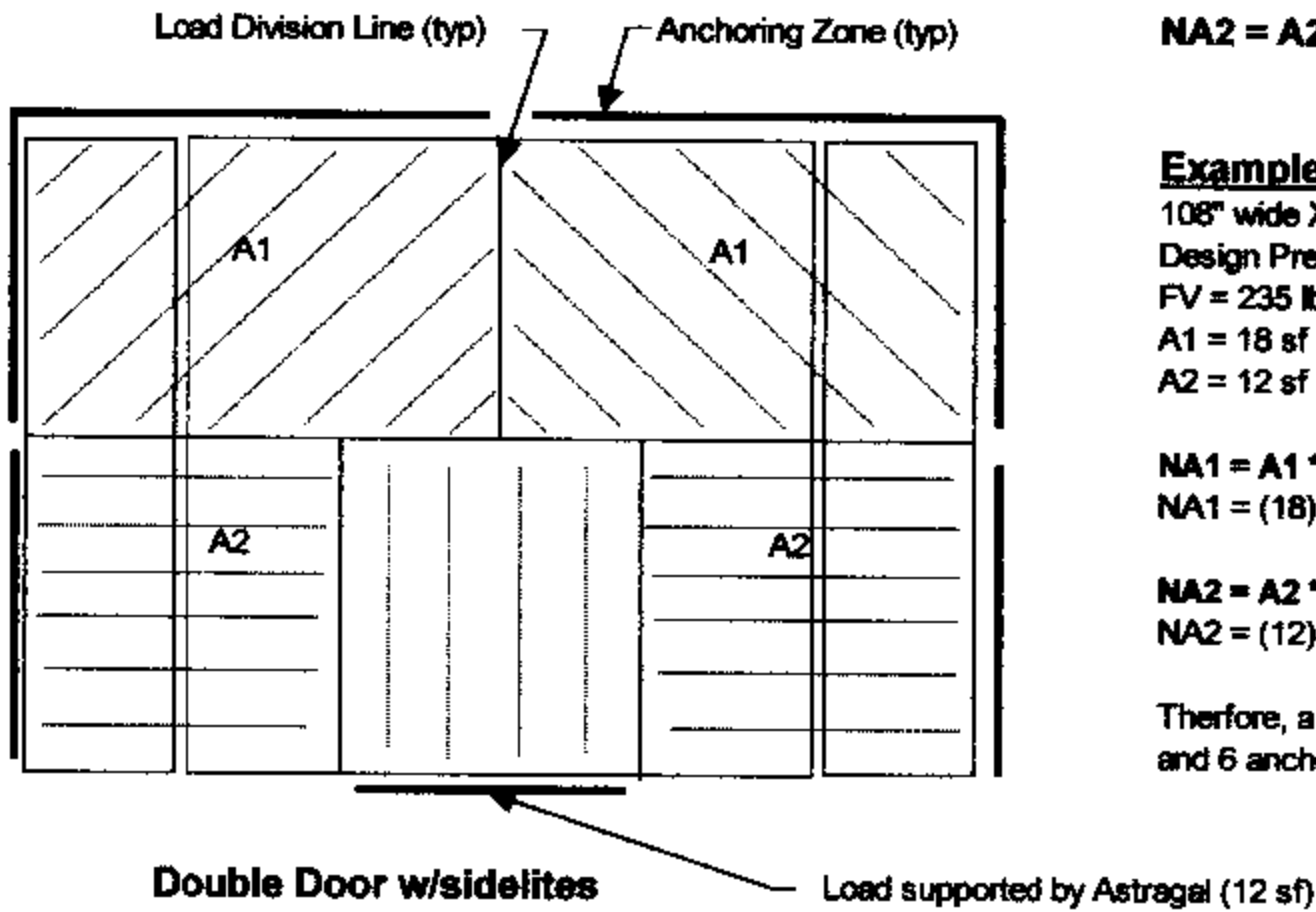 Load Division Line (typ)
Anchoring Zone (typ)
A1
A1
A2
A2
Double Door w/sidelites
Load supported by Astragal (12 sf)
NA2 = A2
Example
108" wide X
Design Pre
FV = 235 lb
A1 = 18 sf
A2 = 12 sf
NA1 = A1 *
NA1 = (18)
NA2 = A2 *
NA2 = (12)
Therfore, a
and 6 anch